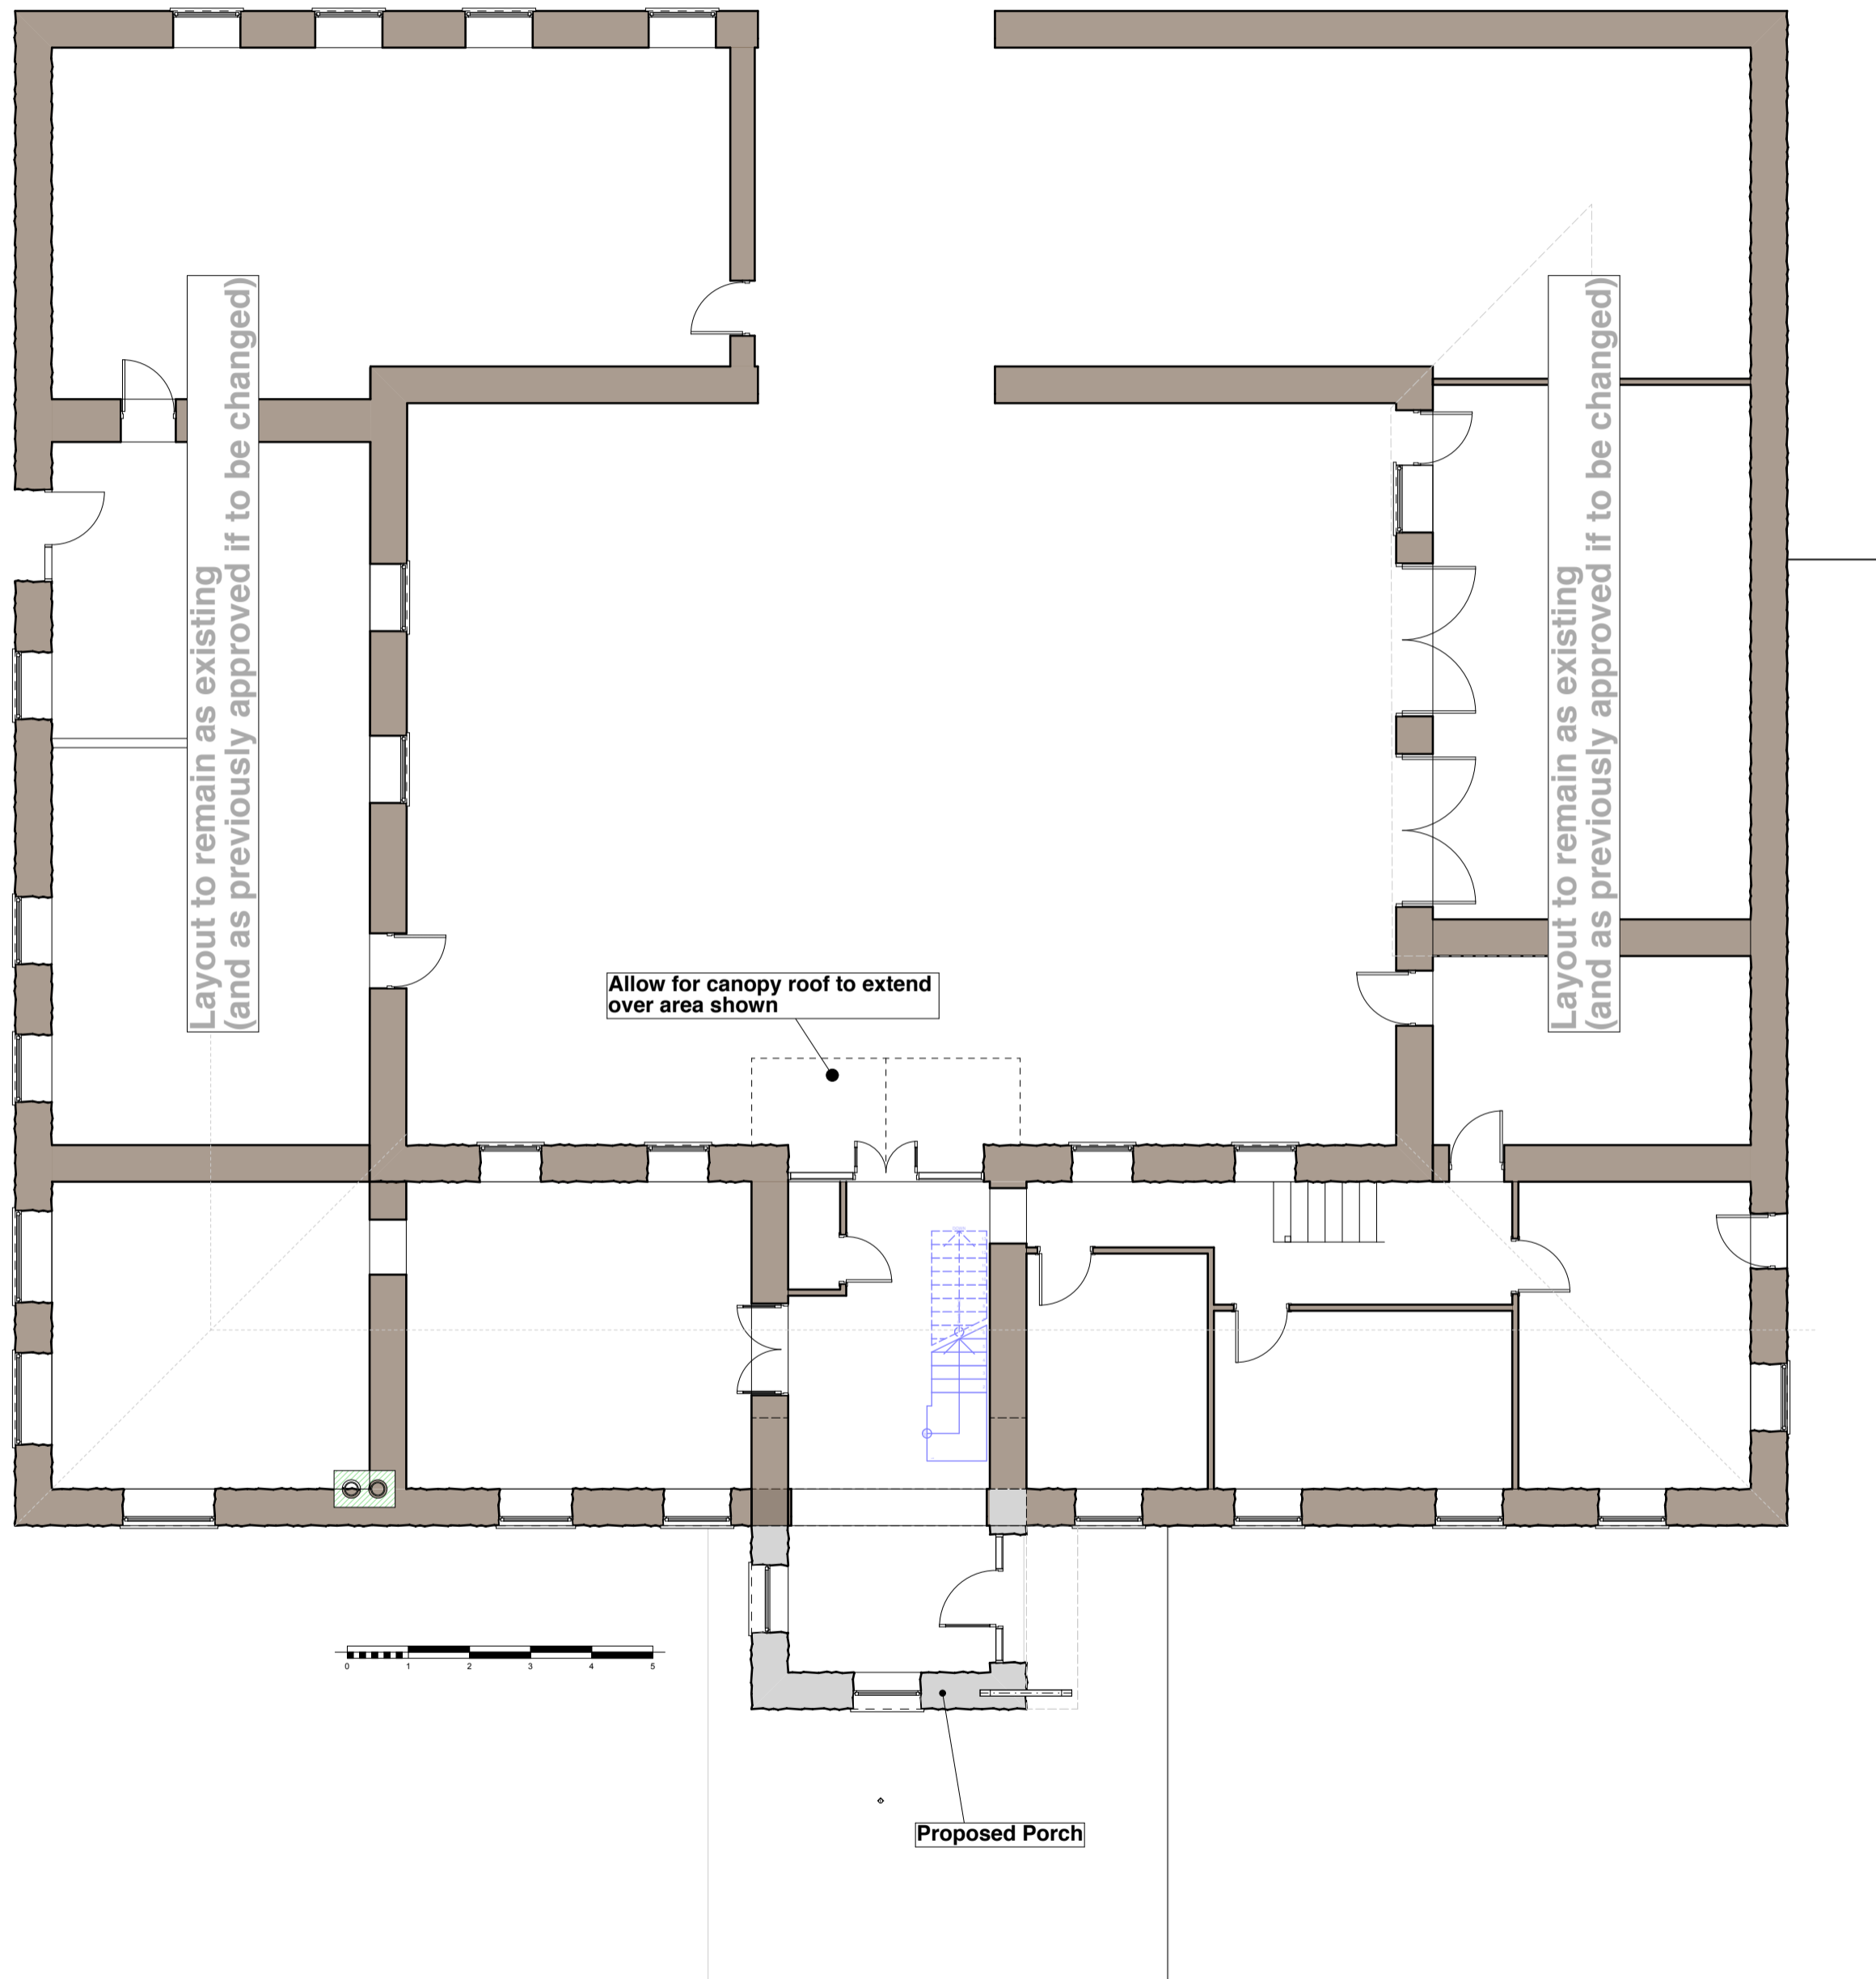 Layout to remain as existing
(and as previously approved if to be changed)
Layout to remain as existing
(and as previously approved if to be changed)
Allow for canopy roof to extend
over area shown
0 1 2 3 4 5
Proposed Porch